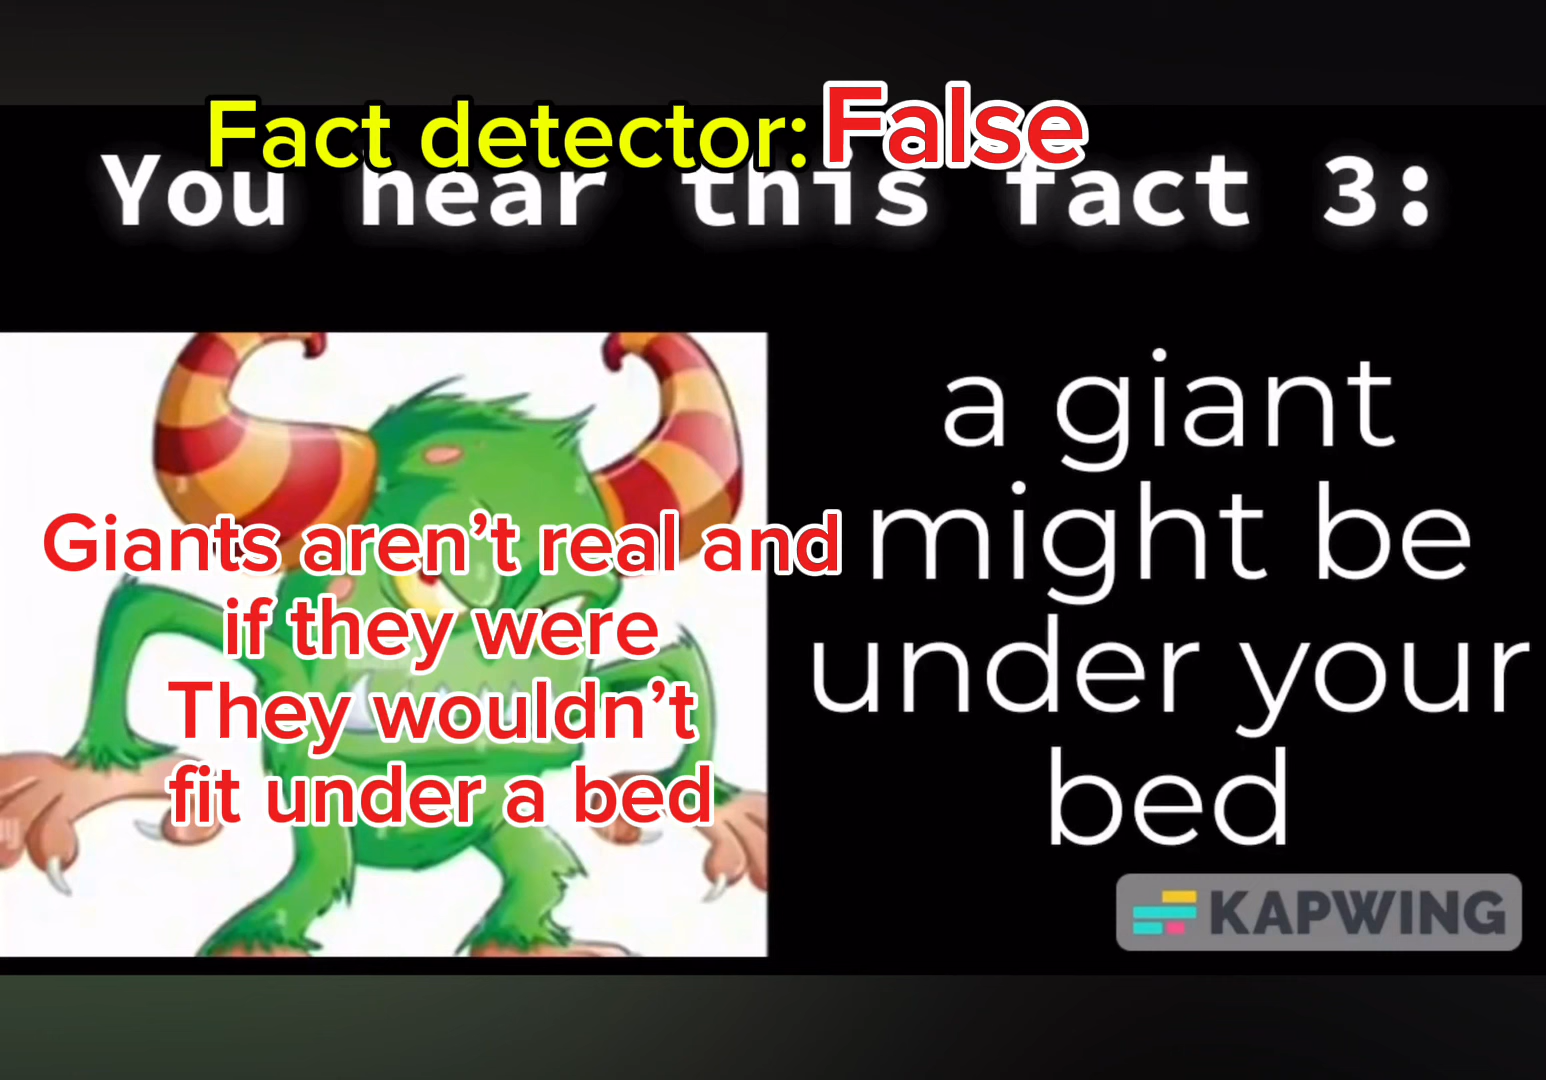 Fact detector: False
You hear this fact 3:
a giant
might be
under your
bed
Giants aren’t real and
if they were
They wouldn’t
fit under a bed
KAPWING